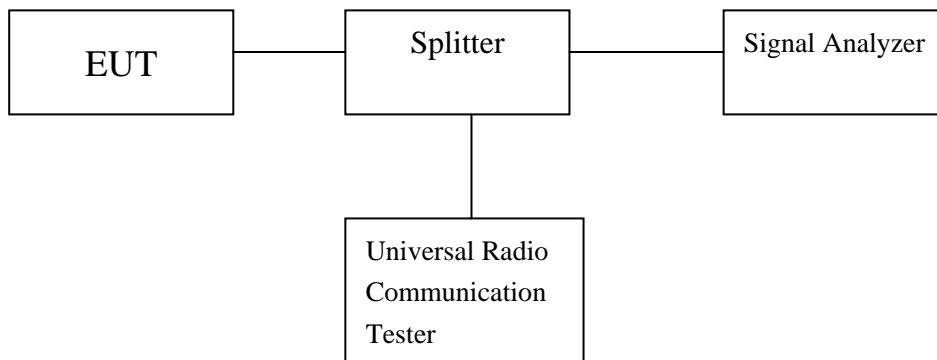 EUT
Splitter
Signal Analyzer
Universal Radio
Communication
Tester